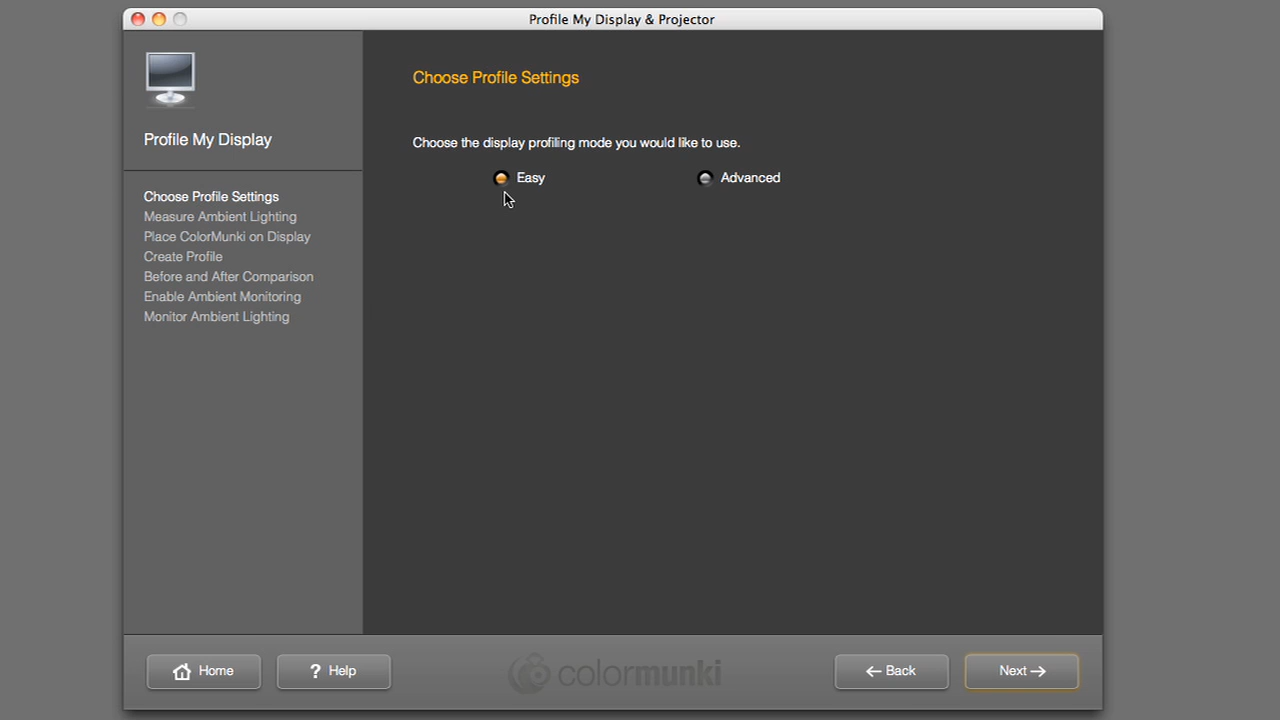 Profile My Display & Projector
Profile My Display
Choose Profile Settings
Measure Ambient Lighting
Place ColorMunki on Display
Create Profile
Before and After Comparison
Enable Ambient Monitoring
Monitor Ambient Lighting
Choose Profile Settings
Choose the display profiling mode you would like to use.
Easy Advanced
Home ? Help colormunki ← Back Next →